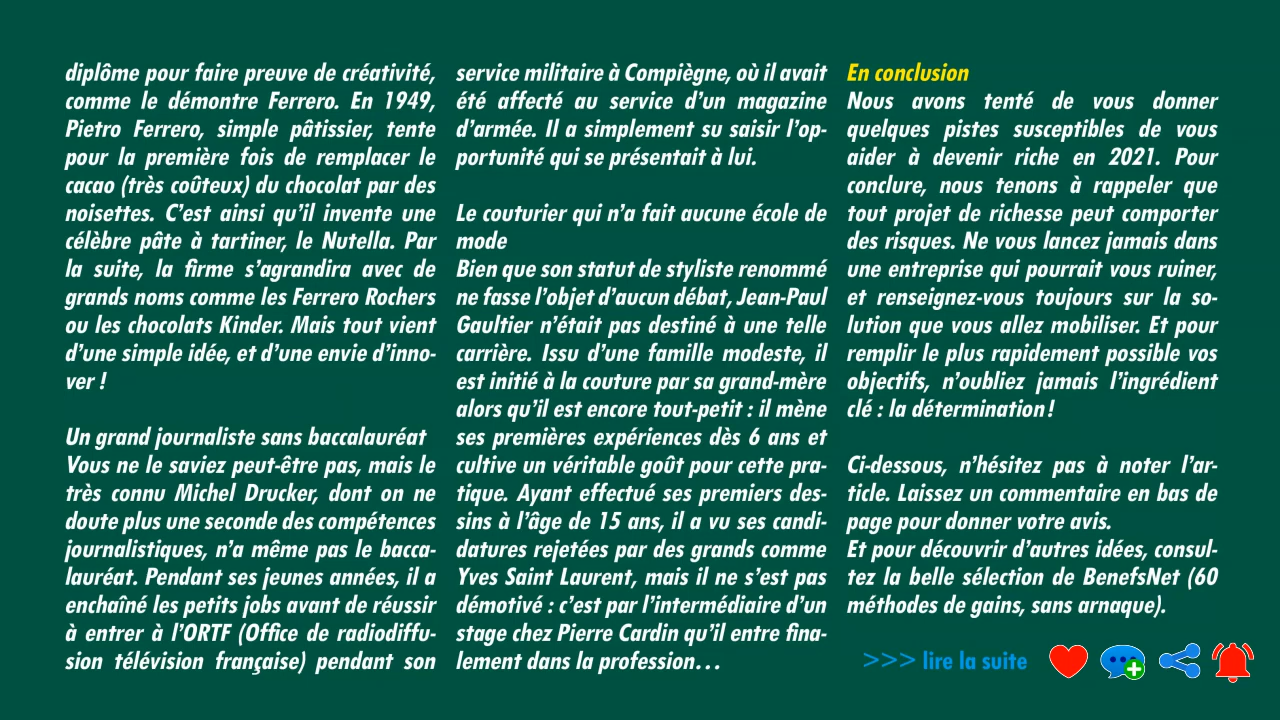 diplôme pour faire preuve de créativité,
comme le démontre Ferrero. En 1949,
Pietro Ferrero, simple pâtissier, tente
pour la première fois de remplacer le
cacao (très coûteux) du chocolat par des
noisettes. C’est ainsi qu’il invente une
célèbre pâte à tartiner, le Nutella. Par
la suite, la firme s’agrandira avec de
grands noms comme les Ferrero Rochers
ou les chocolats Kinder. Mais tout vient
d’une simple idée, et d’une envie d’inno-
ver !
Un grand journaliste sans baccalauréat
Vous ne le saviez peut-être pas, mais le
très connu Michel Drucker, dont on ne
doute plus une seconde des compétences
journalistiques, n’a même pas le bacca-
lauréat. Pendant ses jeunes années, il a
enchaîné les petits jobs avant de réussir
à entrer à l’ORTF (Office de radiodiffu-
sion télévision française) pendant son
service militaire à Compiègne, où il avait
été affecté au service d’un magazine
d’armée. Il a simplement su saisir l’op-
portunité qui se présentait à lui.
Le couturier qui n’a fait aucune école de
mode
Bien que son statut de styliste renommé
ne fasse l’objet d’aucun débat, Jean-Paul
Gaultier n’était pas destiné à une telle
carrière. Issu d’une famille modeste, il
est initié à la couture par sa grand-mère
alors qu’il est encore tout-petit : il mène
ses premières expériences dès 6 ans et
cultive un véritable goût pour cette pra-
tique. Ayant effectué ses premiers des-
sins à l’âge de 15 ans, il a vu ses candi-
datures rejetées par des grands comme
Yves Saint Laurent, mais il ne s’est pas
démotivé : c’est par l’intermédiaire d’un
stage chez Pierre Cardin qu’il entre fina-
lement dans la profession…
En conclusion
Nous avons tenté de vous donner
quelques pistes susceptibles de vous
aider à devenir riche en 2021. Pour
conclure, nous tenons à rappeler que
tout projet de richesse peut comporter
des risques. Ne vous lancez jamais dans
une entreprise qui pourrait vous ruiner,
et renseignez-vous toujours sur la so-
lution que vous allez mobiliser. Et pour
remplir le plus rapidement possible vos
objectifs, n’oubliez jamais l’ingrédient
clé : la détermination !
Ci-dessous, n’hésitez pas à noter l’ar-
ticle. Laissez un commentaire en bas de
page pour donner votre avis.
Et pour découvrir d’autres idées, consul-
tez la belle sélection de BenefsNet (60
méthodes de gains, sans arnaque).
>>> lire la suite